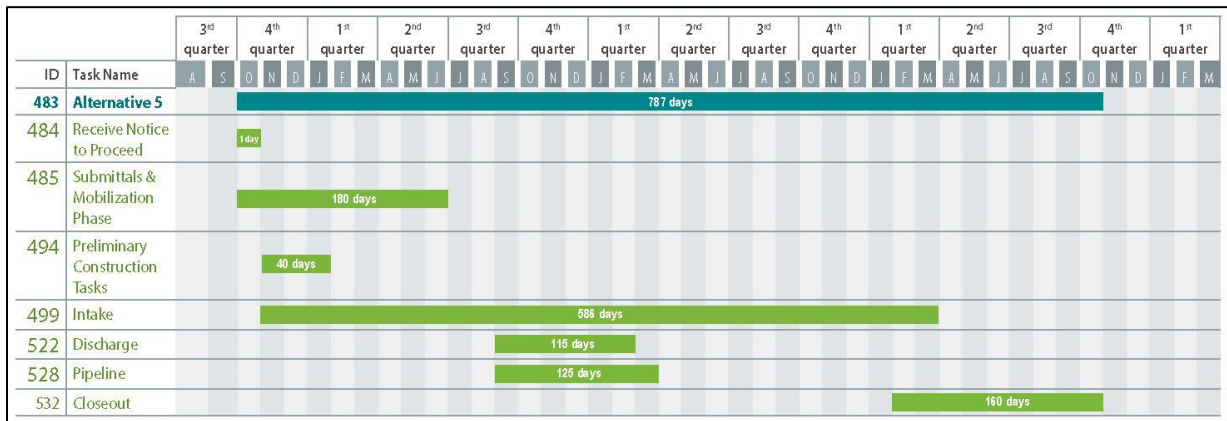 3rd 4th 1st 2nd 3rd 4th 1st 2nd 3rd 4th 1st 2nd 3rd 4th 1st
quarter quarter quarter quarter quarter quarter quarter quarter quarter quarter quarter quarter quarter quarter quarter
ID Task Name A S O N D J F M A M J J A S O N D J F M A M J J A S O N D J F M A M J J A S O N D J F M
483 Alternative 5 787 days
484 Receive Notice 1 day
to Proceed
485 Submittals &
Mobilization 180 days
Phase
494 Preliminary
Construction 40 days
Tasks
499 Intake 586 days
522 Discharge 115 days
528 Pipeline 125 days
532 Closeout 160 days